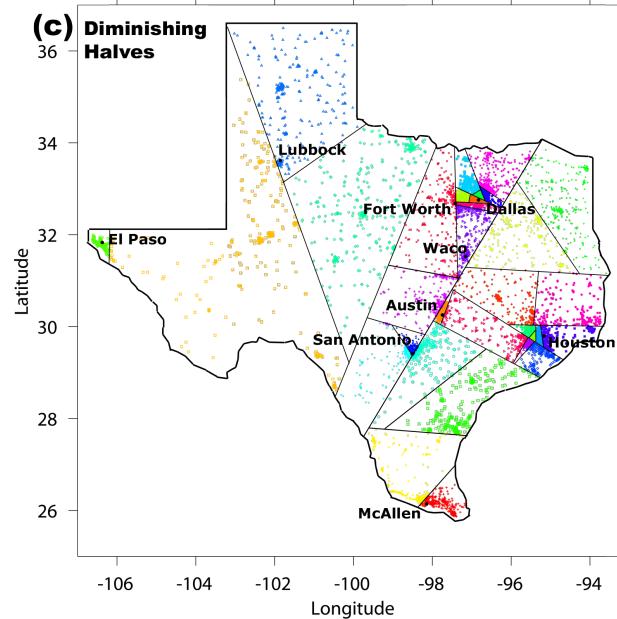 (c) Diminishing
Halves
36
34
32
30
28
26
Latitude
Lubbock
Fort Worth
Dallas
El Paso
Waco
Austin
San Antonio
Houston
McAllen
-106
-104
-102
-100
-98
-96
-94
Longitude